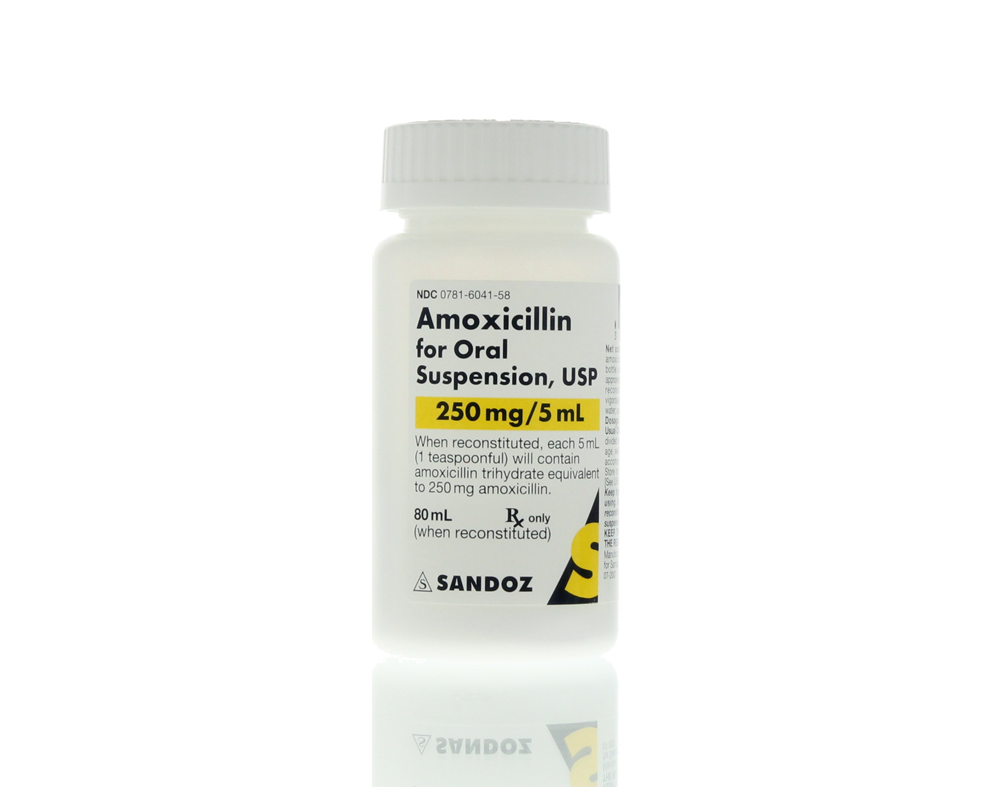 NDC 0781-6041-58
Amoxicillin
for Oral
Suspension, USP
250 mg/5 mL
When reconstituted, each 5 mL
(1 teaspoonful) will contain
amoxicillin trihydrate equivalent
to 250 mg amoxicillin.
80 mL Rx only
(when reconstituted)
S SANDOZ
S